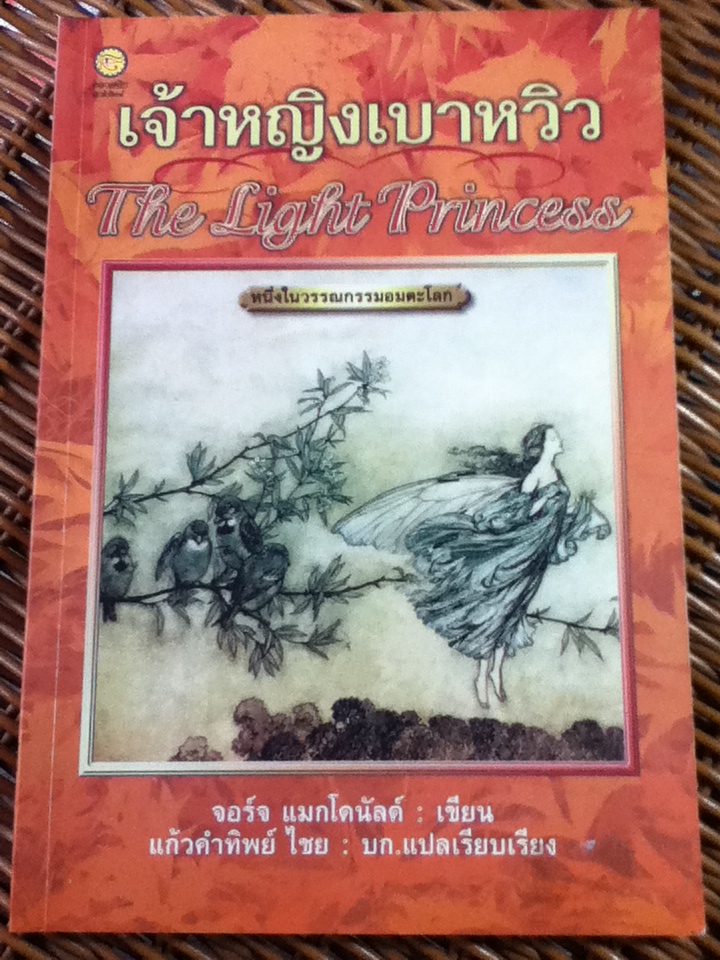 เจ้าหญิงเบาหวิว
The Light Princess
หนึ่งในวรรณกรรมอมตะโลก
จอร์จ แมกโดนัลด์ : เขียน
แก้วคำทิพย์ ไชย : บก.แปลเรียบเรียง